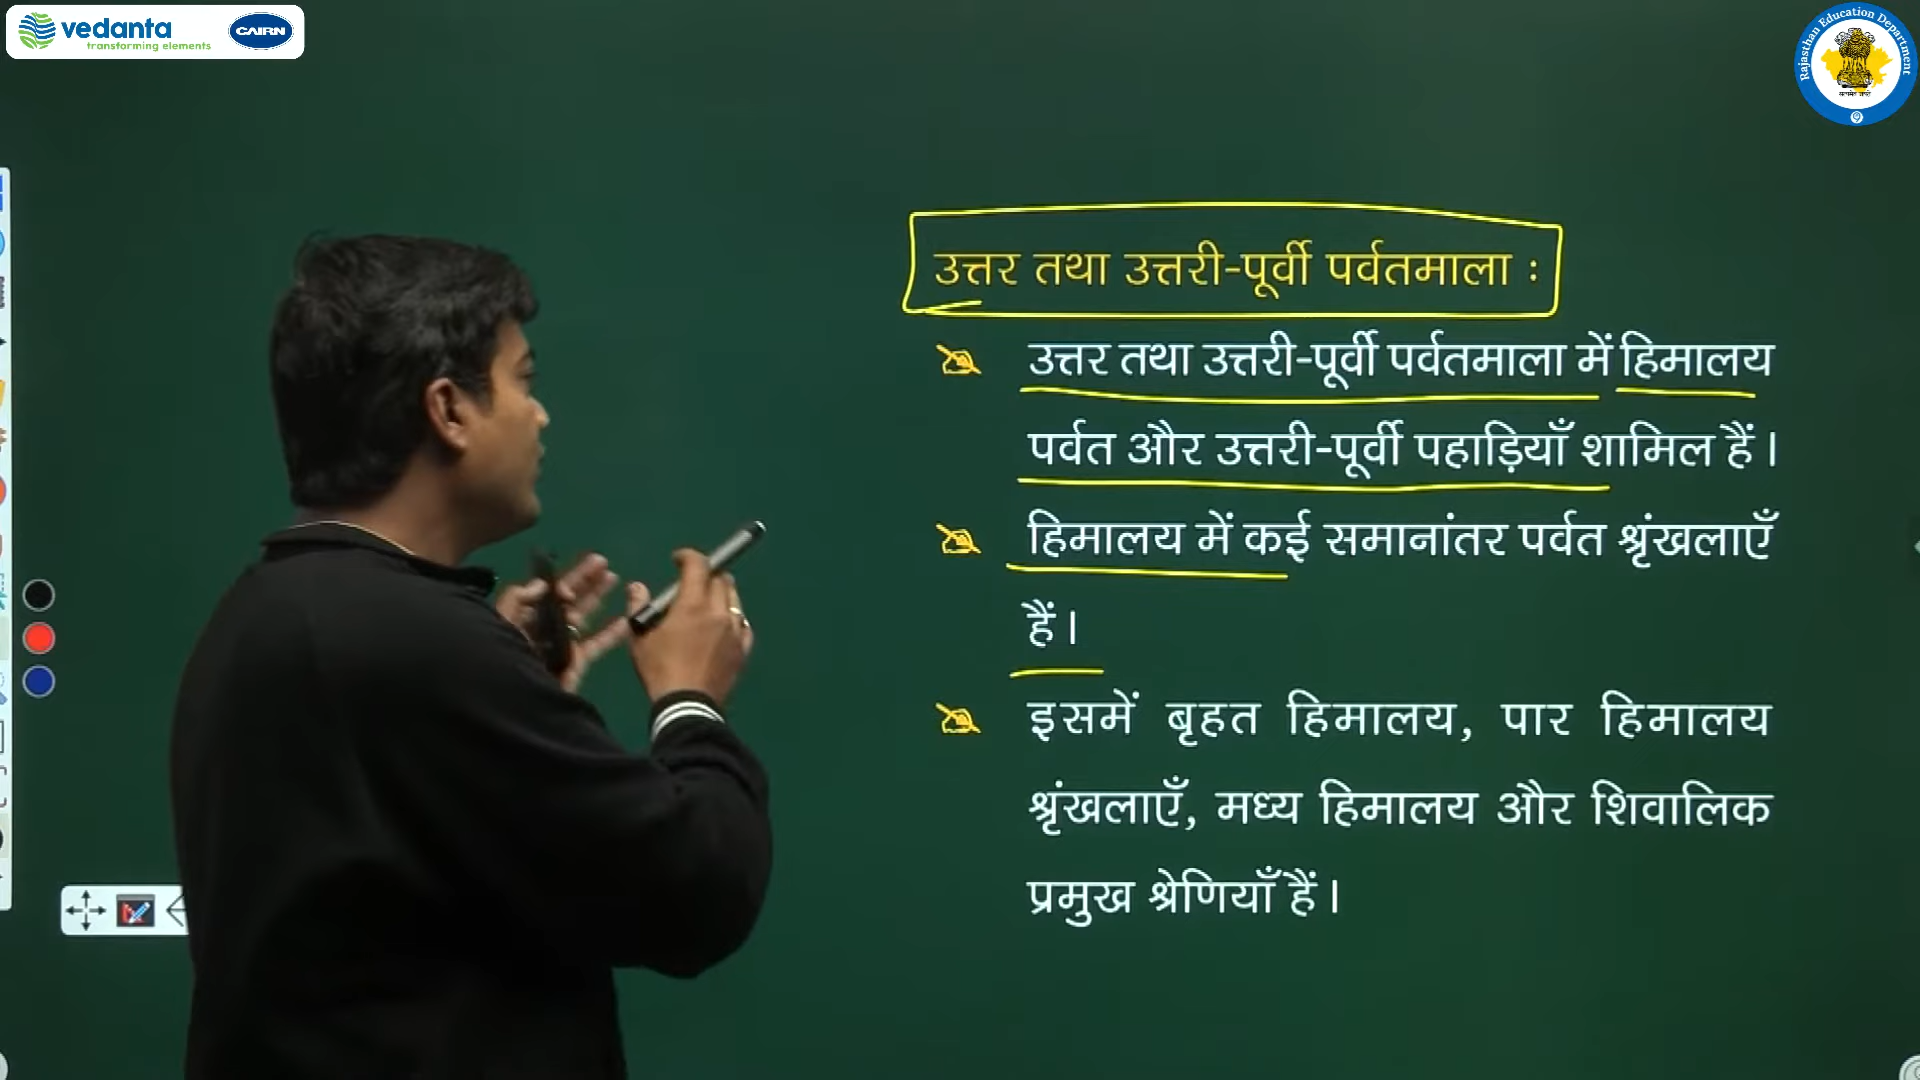 vedanta
transforming elements
CAIRN
Rajasthan Education Department
उत्तर तथा उत्तरी-पूर्वी पर्वतमाला :
उत्तर तथा उत्तरी-पूर्वी पर्वतमाला में हिमालय
पर्वत और उत्तरी-पूर्वी पहाड़ियाँ शामिल हैं।
हिमालय में कई समानांतर पर्वत श्रृंखलाएँ
हैं।
इसमें बृहत हिमालय, पार हिमालय
श्रृंखलाएँ, मध्य हिमालय और शिवालिक
प्रमुख श्रेणियाँ हैं।